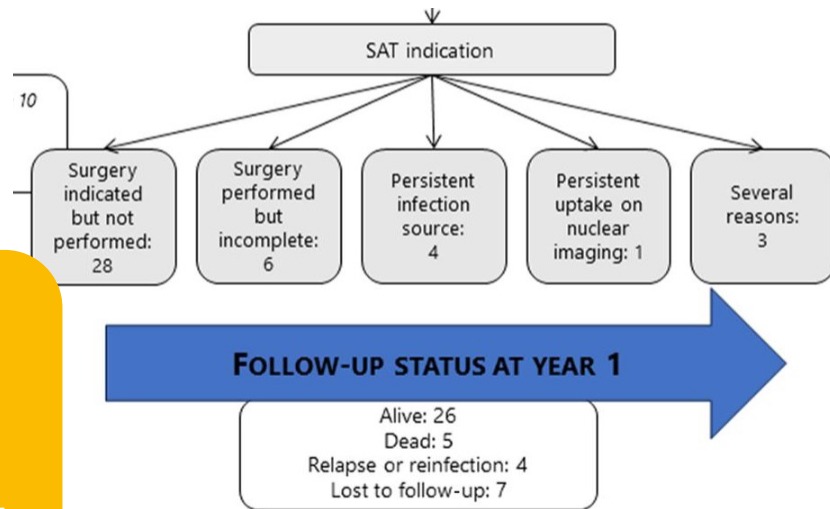 SAT indication
10
Surgery
indicated
but not
performed:
28
Surgery
performed
but
incomplete:
6
Persistent
infection
source:
4
Persistent
uptake on
nuclear
imaging: 1
Several
reasons:
3
FOLLOW-UP STATUS AT YEAR 1
Alive: 26
Dead: 5
Relapse or reinfection: 4
Lost to follow-up: 7